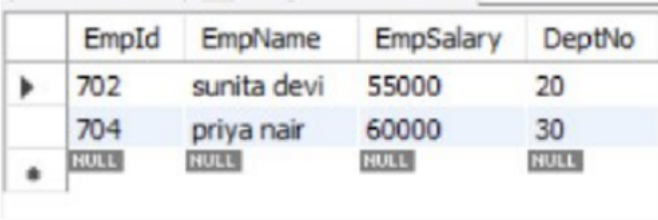 EmpId EmpName EmpSalary DeptNo
702 sunita devi 55000 20
704 priya nair 60000 30
NULL NULL NULL NULL